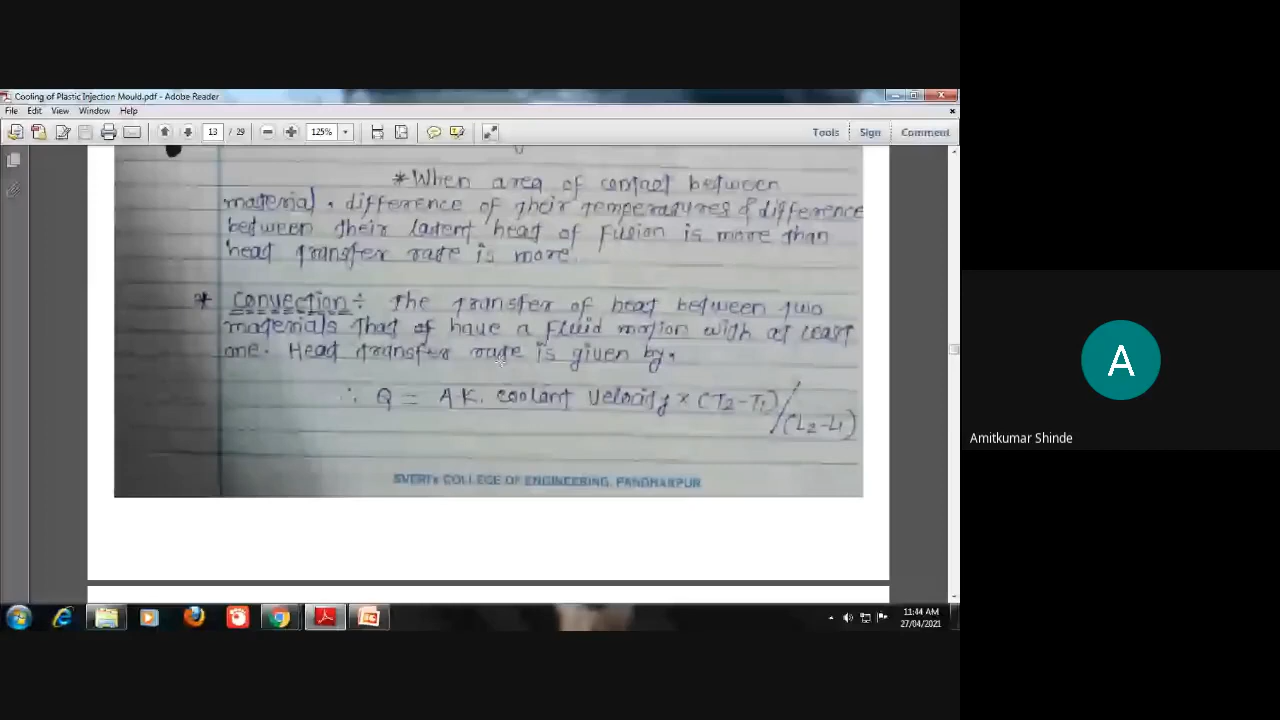 Cooling of Plastic Injection Mould.pdf - Adobe Reader
File Edit View Window Help
13 / 29 125% Tools Sign Comment
*When area of contact between
material, difference of their temperatures & difference
between their latent heat of fusion is more than
heat transfer rate is more.
* Convection ÷ The transfer of heat between two
materials that of have a fluid motion with at least
one. Heat transfer rate is given by.
∴ Q = A K. coolant velocity × (T2-T1) / (L2-L1)
SVERI's COLLEGE OF ENGINEERING, PANDHARPUR
A
Amitkumar Shinde
11:44 AM
27/04/2021